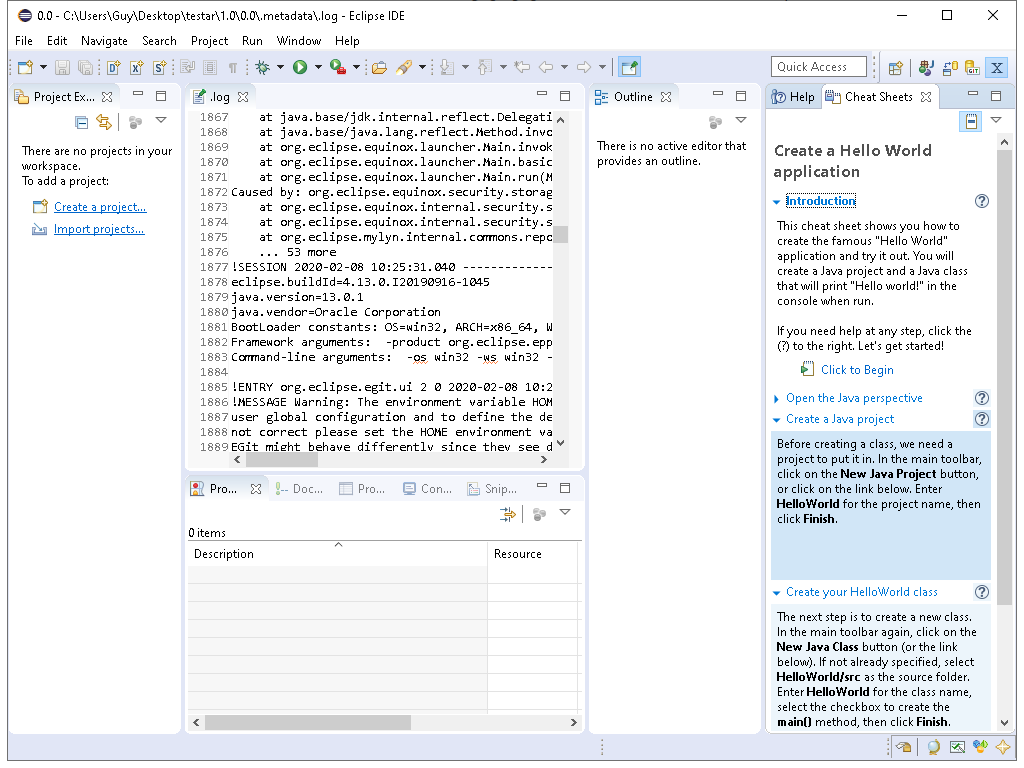 0.0 - C:\Users\Guy\Desktop\testar\1.0\0.0\.metadata\.log - Eclipse IDE
File Edit Navigate Search Project Run Window Help
Quick Access
Project Ex...
There are no projects in your
workspace.
To add a project:
Create a project...
Import projects...
.log
1867 at java.base/jdk.internal.reflect.Delegati
1868 at java.base/java.lang.reflect.Method.invo
1869 at org.eclipse.equinox.launcher.Main.invok
1870 at org.eclipse.equinox.launcher.Main.basic
1871 at org.eclipse.equinox.launcher.Main.run(M
1872 Caused by: org.eclipse.equinox.security.storag
1873 at org.eclipse.equinox.internal.security.s
1874 at org.eclipse.equinox.internal.security.s
1875 at org.eclipse.mylyn.internal.commons.repo
1876 ... 53 more
1877 !SESSION 2020-02-08 10:25:31.040 -------------
1878 eclipse.buildId=4.13.0.I20190916-1045
1879 java.version=13.0.1
1880 java.vendor=Oracle Corporation
1881 BootLoader constants: OS=win32, ARCH=x86_64, W
1882 Framework arguments: -product org.eclipse.epp
1883 Command-line arguments: -os win32 -ws win32 -
1884
1885 !ENTRY org.eclipse.egit.ui 2 0 2020-02-08 10:2
1886 !MESSAGE Warning: The environment variable HOM
1887 user global configuration and to define the de
1888 not correct please set the HOME environment va
1889 EGit might behave differently since they see d
Pro... Doc... Pro... Con... Snip...
0 items
Description Resource
Outline
There is no active editor that
provides an outline.
Help Cheat Sheets
Create a Hello World
application
Introduction
This cheat sheet shows you how to
create the famous "Hello World"
application and try it out. You will
create a Java project and a Java class
that will print "Hello world!" in the
console when run.
If you need help at any step, click the
(?) to the right. Let's get started!
Click to Begin
Open the Java perspective
Create a Java project
Before creating a class, we need a
project to put it in. In the main toolbar,
click on the New Java Project button,
or click on the link below. Enter
HelloWorld for the project name, then
click Finish.
Create your HelloWorld class
The next step is to create a new class.
In the main toolbar again, click on the
New Java Class button (or the link
below). If not already specified, select
HelloWorld/src as the source folder.
Enter HelloWorld for the class name,
select the checkbox to create the
main() method, then click Finish.